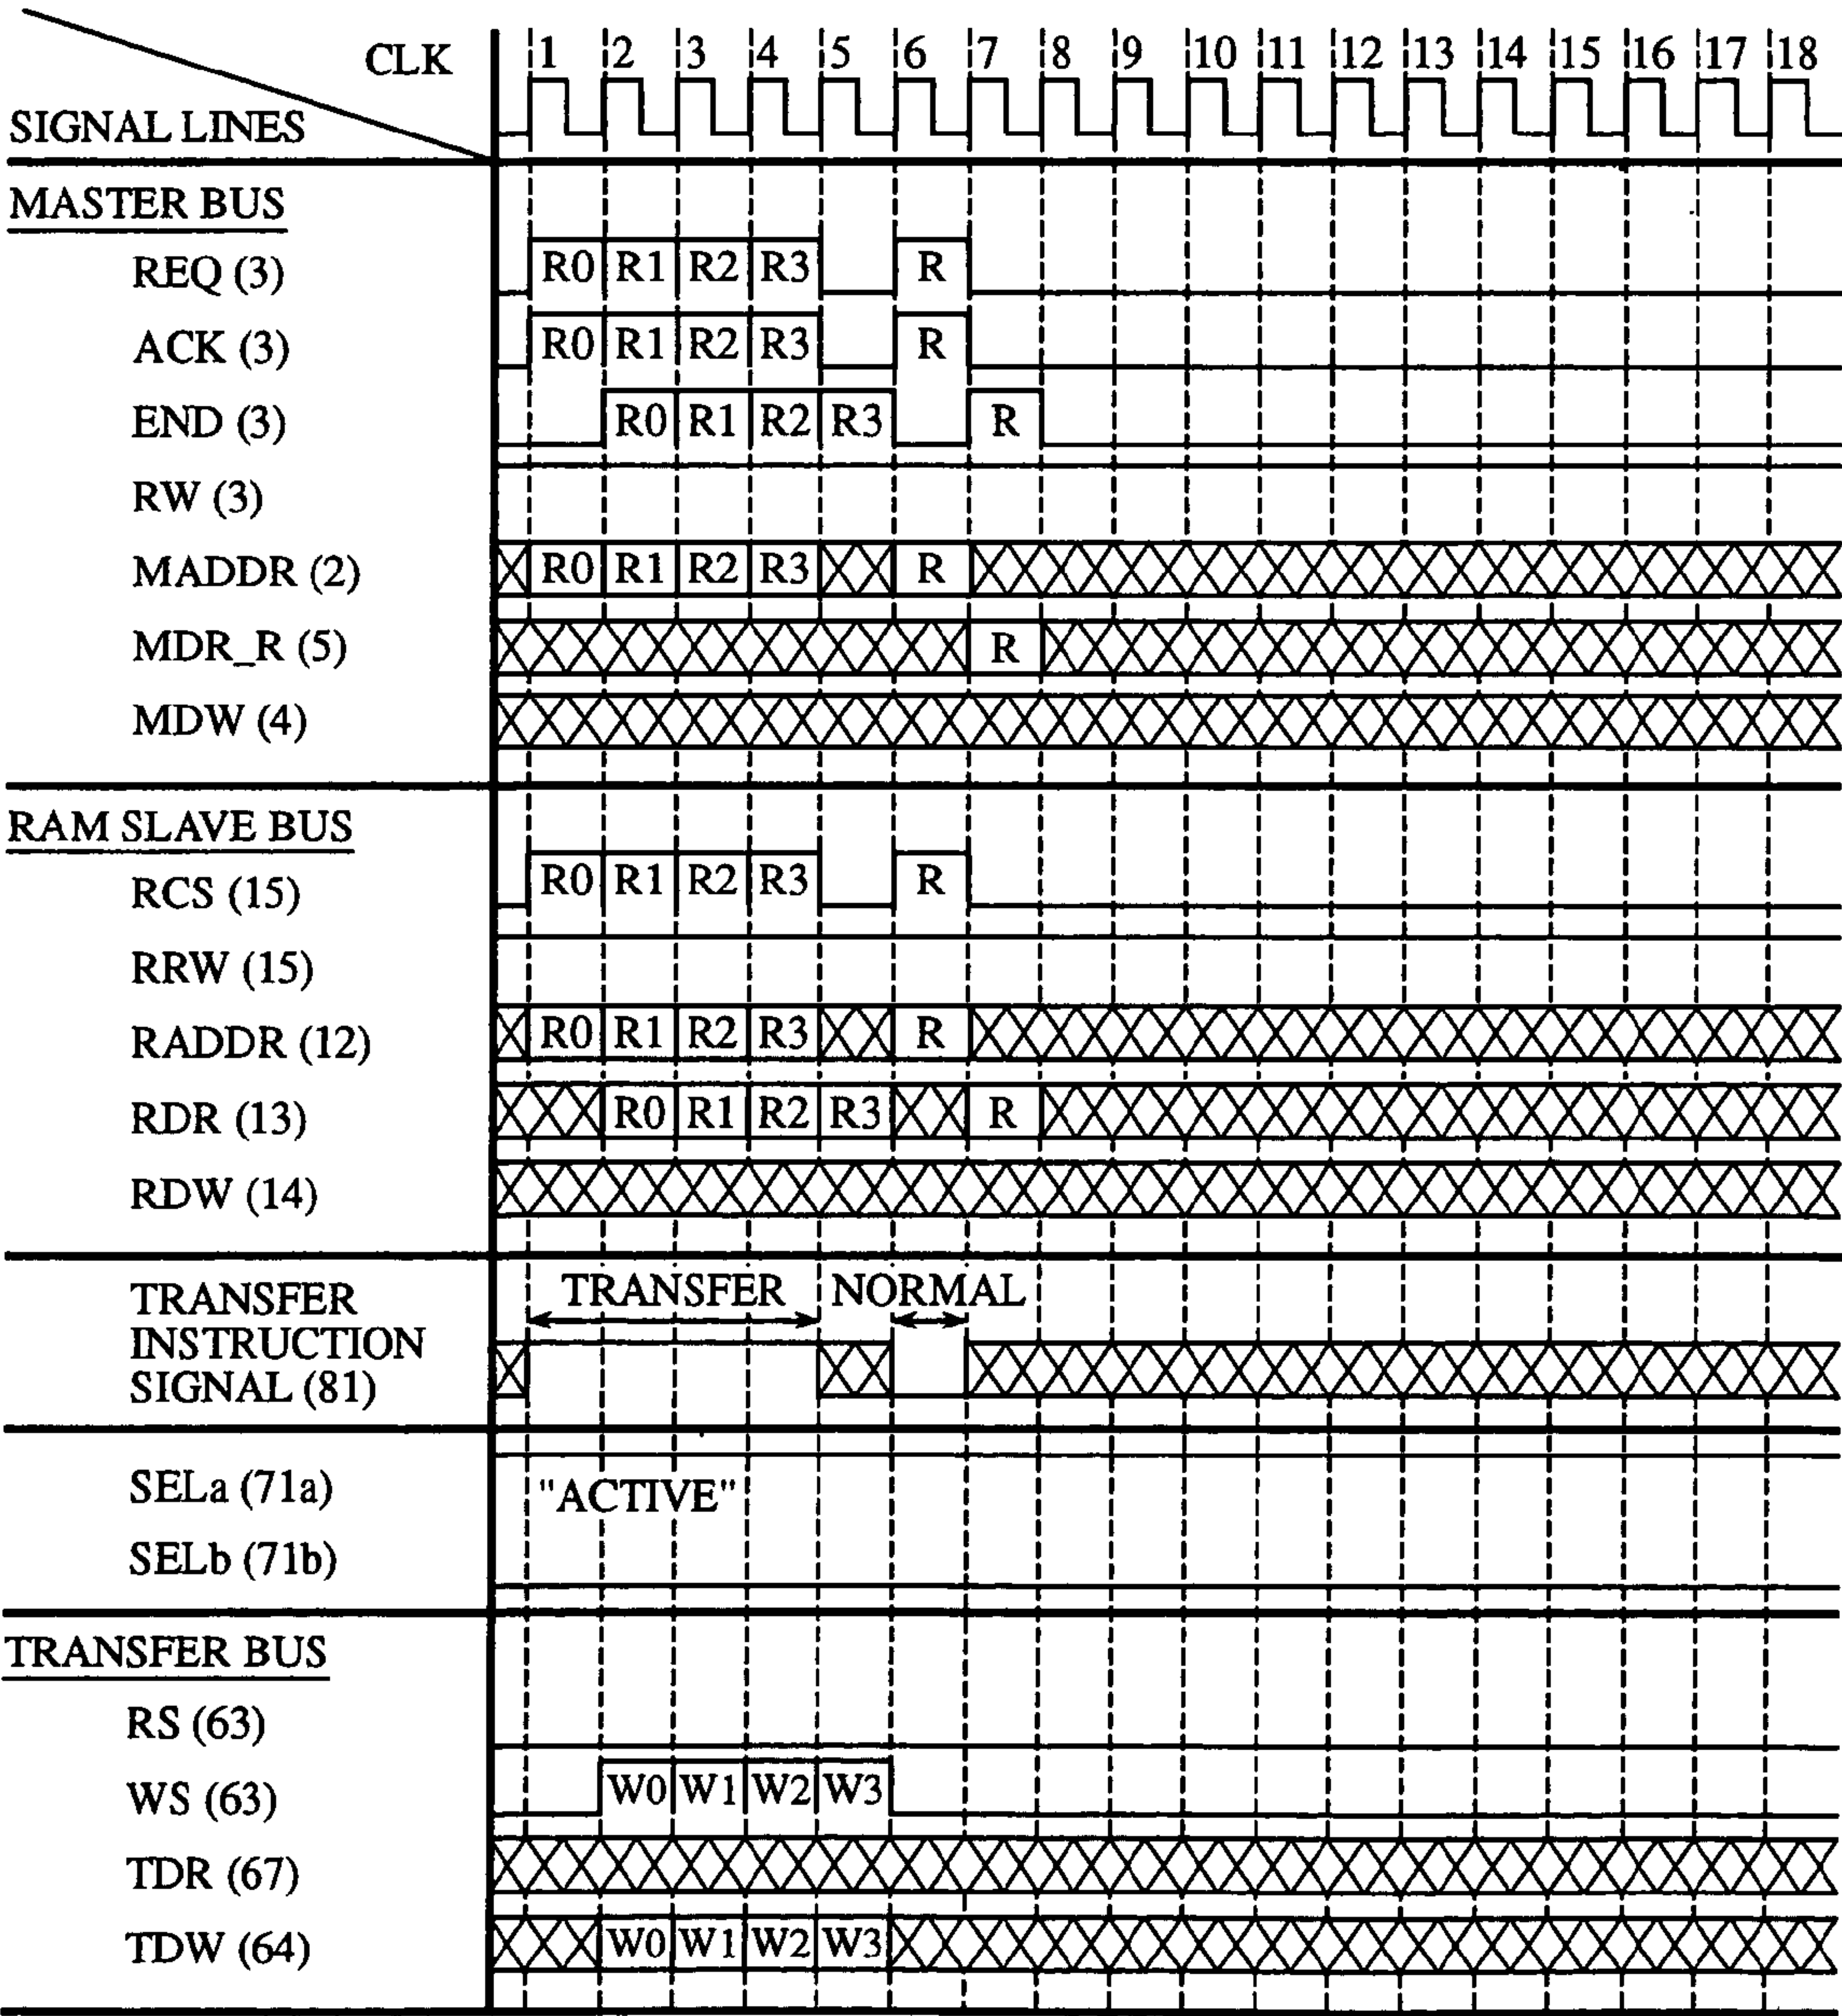 CLK 1 2 3 4 5 6 7 8 9 10 11 12 13 14 15 16 17 18
SIGNAL LINES
MASTER BUS
REQ (3) R0 R1 R2 R3 R
ACK (3) R0 R1 R2 R3 R
END (3) R0 R1 R2 R3 R
RW (3)
MADDR (2) R0 R1 R2 R3 R
MDR_R (5) R
MDW (4)
RAM SLAVE BUS
RCS (15) R0 R1 R2 R3 R
RRW (15)
RADDR (12) R0 R1 R2 R3 R
RDR (13) R0 R1 R2 R3 R
RDW (14)
TRANSFER NORMAL
TRANSFER
INSTRUCTION
SIGNAL (81)
SELa (71a) "ACTIVE"
SELb (71b)
TRANSFER BUS
RS (63)
WS (63) W0 W1 W2 W3
TDR (67)
TDW (64) W0 W1 W2 W3